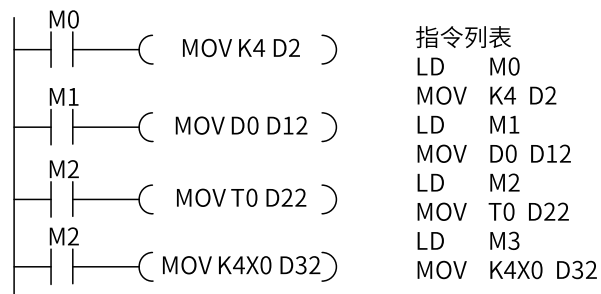 M0
MOV K4 D2
M1
MOV D0 D12
M2
MOV T0 D22
M2
MOV K4X0 D32
指令列表
LD M0
MOV K4 D2
LD M1
MOV D0 D12
LD M2
MOV T0 D22
LD M3
MOV K4X0 D32